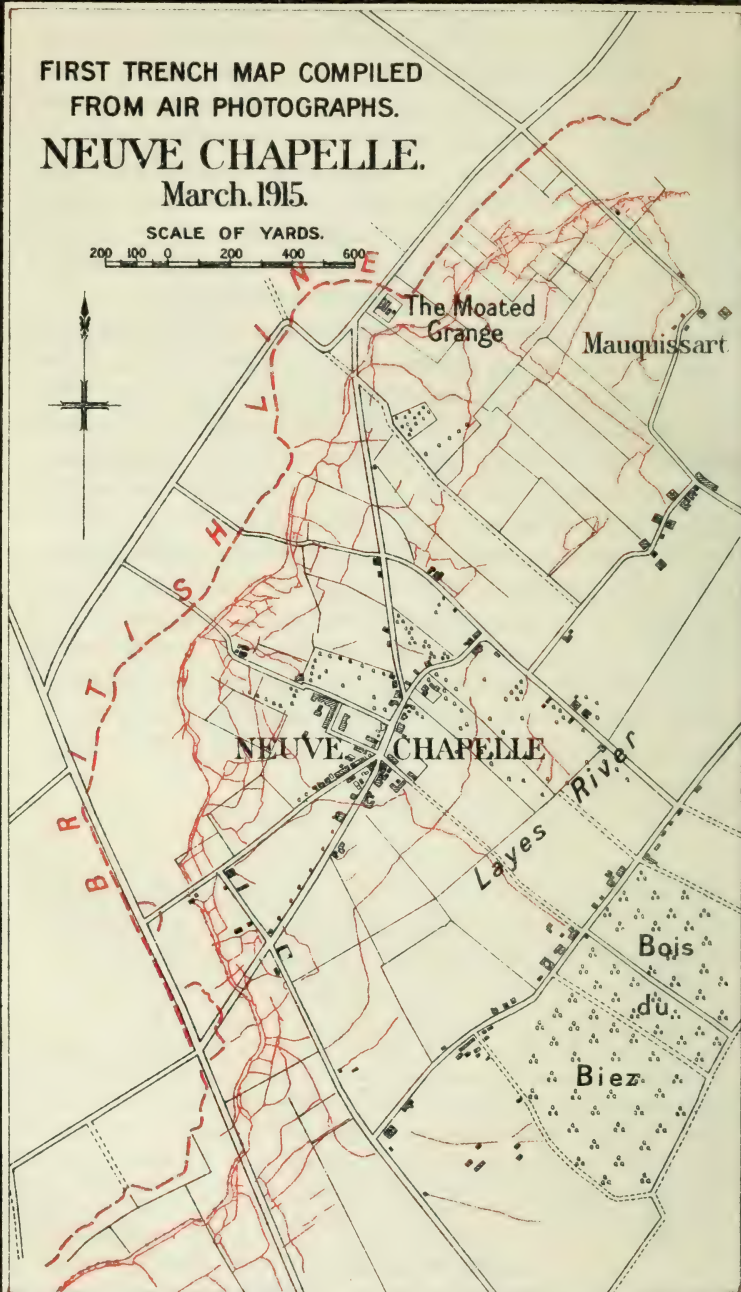 FIRST TRENCH MAP COMPILED
FROM AIR PHOTOGRAPHS.
NEUVE CHAPELLE.
March. 1915.
SCALE OF YARDS.
200 100 0 200 400 600
BRITISH LINE
The Moated
Grange
Mauquissart
NEUVE CHAPELLE
Layes River
Bois
du
Biez
N